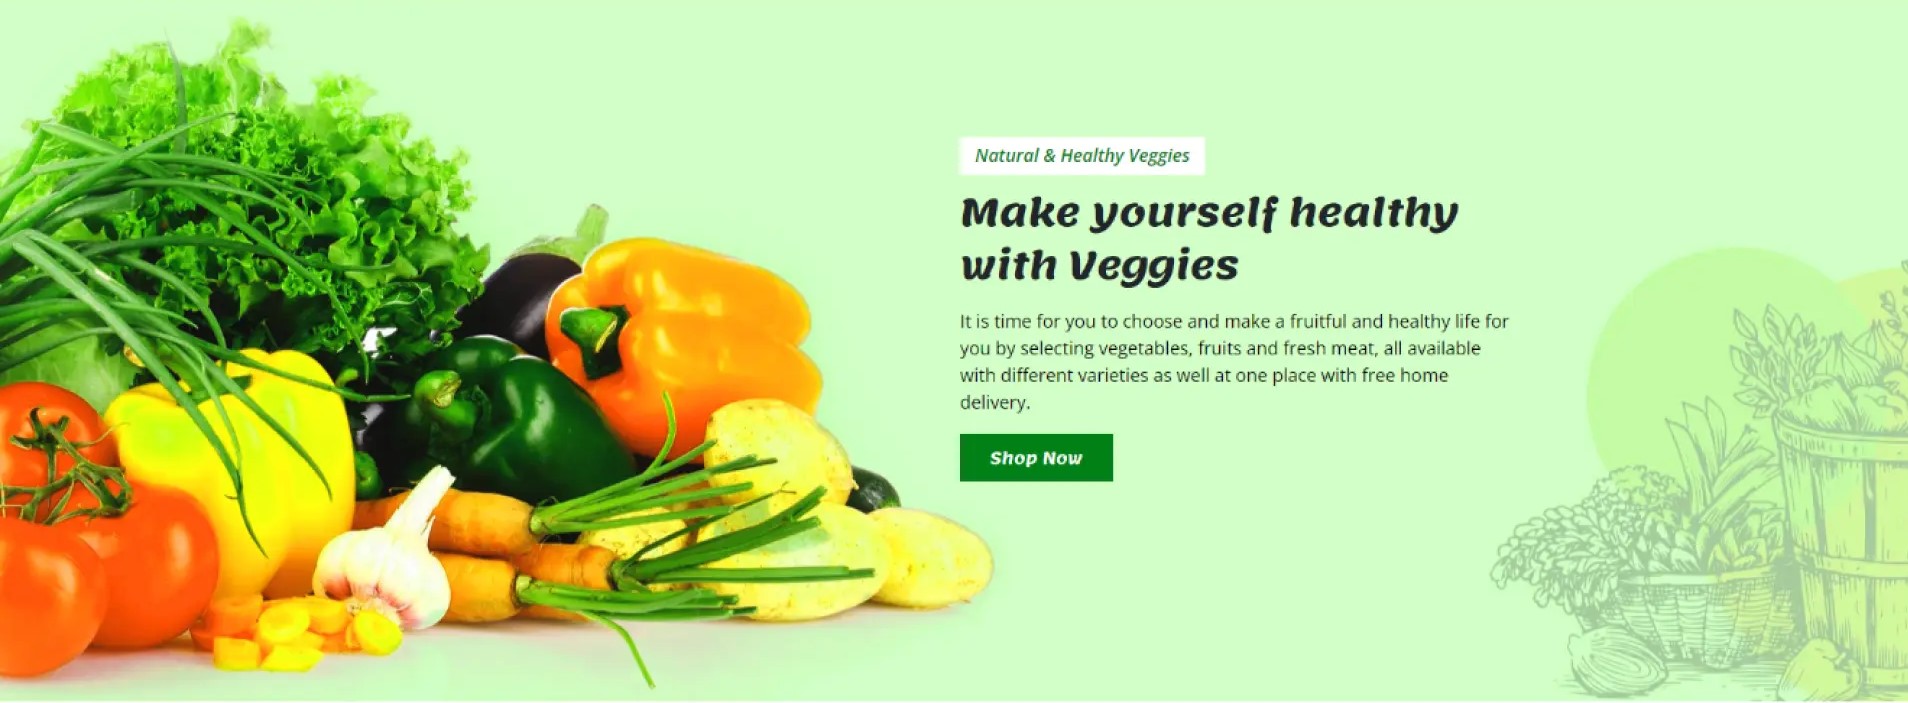 Natural & Healthy Veggies
Make yourself healthy
with Veggies
It is time for you to choose and make a fruitful and healthy life for
you by selecting vegetables, fruits and fresh meat, all available
with different varieties as well at one place with free home
delivery.
Shop Now